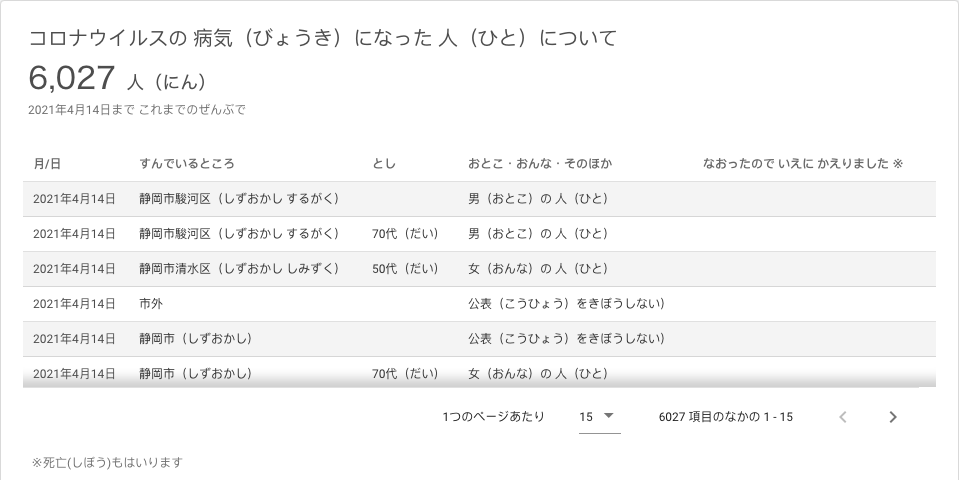 コロナウイルスの 病気（びょうき）になった 人（ひと）について
6,027 人（にん）
2021年4月14日まで これまでのぜんぶで
月/日 すんでいるところ とし おとこ・おんな・そのほか なおったので いえに かえりました ※
2021年4月14日 静岡市駿河区（しずおかし するがく） 男（おとこ）の 人（ひと）
2021年4月14日 静岡市駿河区（しずおかし するがく） 70代（だい） 男（おとこ）の 人（ひと）
2021年4月14日 静岡市清水区（しずおかし しみずく） 50代（だい） 女（おんな）の 人（ひと）
2021年4月14日 市外 公表（こうひょう）をきぼうしない）
2021年4月14日 静岡市（しずおかし） 公表（こうひょう）をきぼうしない）
2021年4月14日 静岡市（しずおかし） 70代（だい） 女（おんな）の 人（ひと）
1つのページあたり 15 6027 項目のなかの 1 - 15
※死亡(しぼう)もはいります